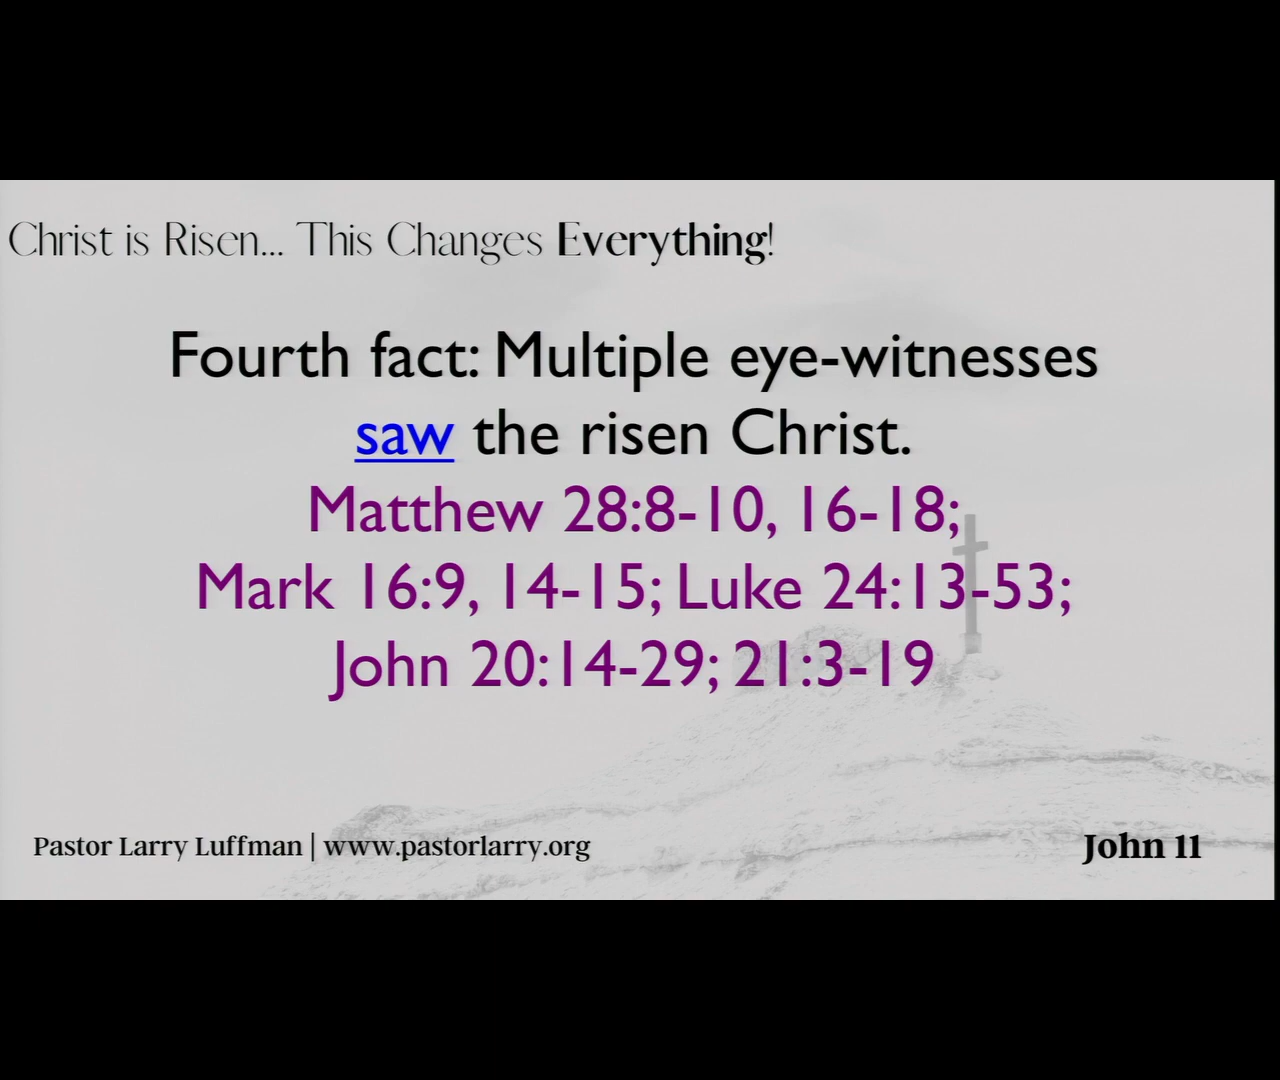 Christ is Risen... This Changes Everything!
Fourth fact: Multiple eye-witnesses
saw the risen Christ.
Matthew 28:8-10, 16-18;
Mark 16:9, 14-15; Luke 24:13-53;
John 20:14-29; 21:3-19
Pastor Larry Luffman | www.pastorlarry.org
John 11